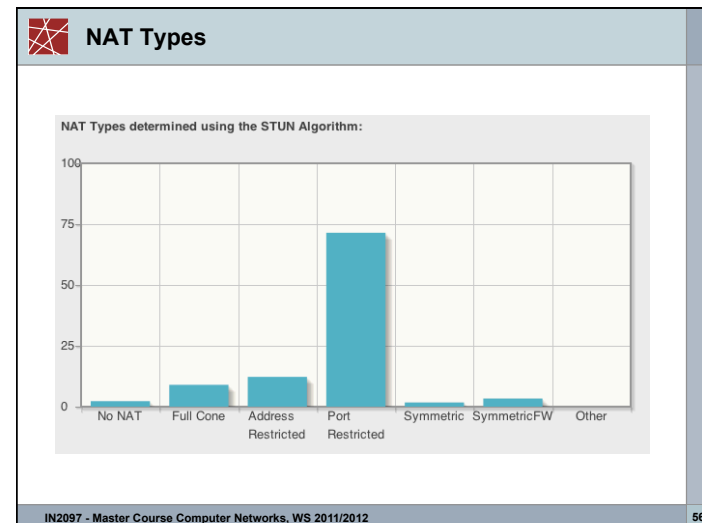 NAT Types
NAT Types determined using the STUN Algorithm:
100
75
50
25
0
No NAT
Full Cone
Address
Restricted
Port
Restricted
Symmetric
SymmetricFW
Other
IN2097 - Master Course Computer Networks, WS 2011/2012
56